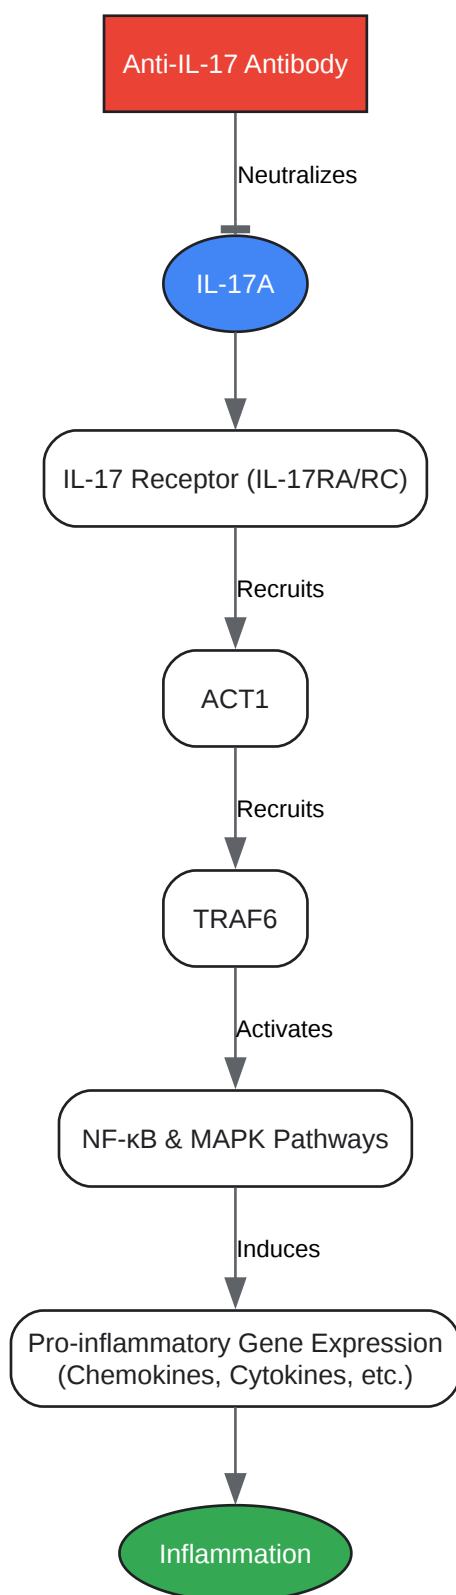 Anti-IL-17 Antibody
Neutralizes
IL-17A
IL-17 Receptor (IL-17RA/RC)
Recruits
ACT1
Recruits
TRAF6
Activates
NF-κB & MAPK Pathways
Induces
Pro-inflammatory Gene Expression
(Chemokines, Cytokines, etc.)
Inflammation